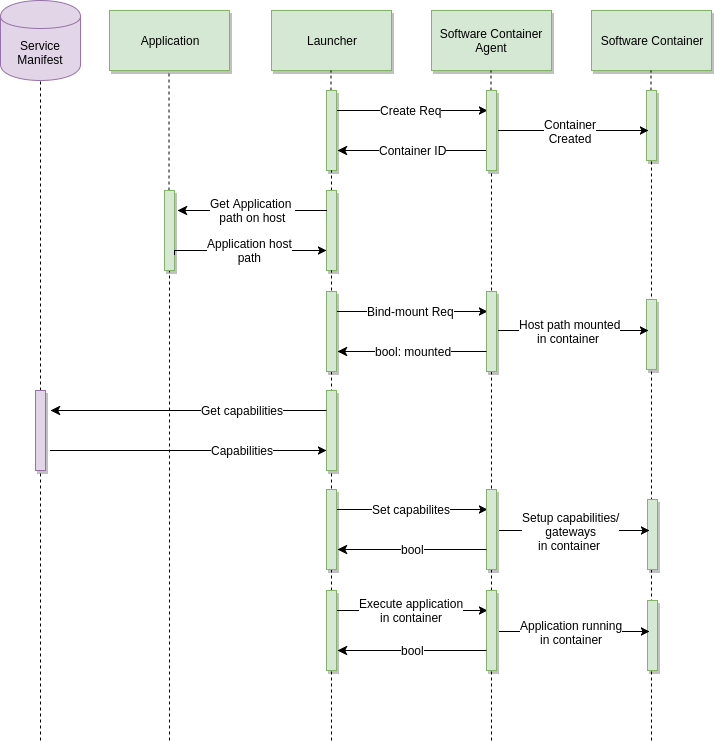 Service
Manifest
Application
Launcher
Software Container
Agent
Software Container
Create Req
Container
Created
Container ID
Get Application
path on host
Application host
path
Bind-mount Req
Host path mounted
in container
bool: mounted
Get capabilities
Capabilities
Set capabilites
Setup capabilities/
gateways
in container
bool
Execute application
in container
Application running
in container
bool